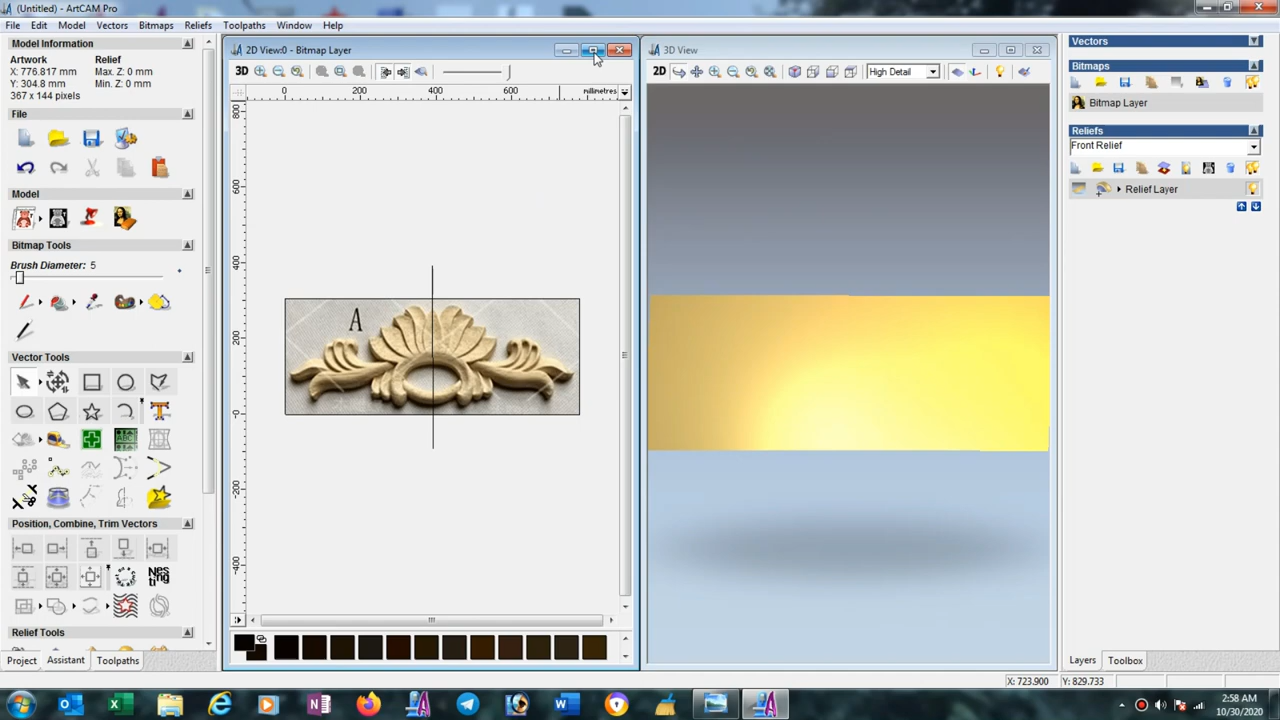 (Untitled) - ArtCAM Pro
File Edit Model Vectors Bitmaps Reliefs Toolpaths Window Help
Model Information
Artwork Relief
X: 776.817 mm Max. Z: 0 mm
Y: 304.8 mm Min. Z: 0 mm
367 x 144 pixels
File
Model
Bitmap Tools
Brush Diameter: 5
Vector Tools
Position, Combine, Trim Vectors
Relief Tools
Project Assistant Toolpaths
2D View:0 - Bitmap Layer
3D
0 200 400 600 millimetres
800
600
400
200
-0
-200
-400
-600
A
3D View
2D High Detail
Vectors
Bitmaps
Bitmap Layer
Reliefs
Front Relief
Relief Layer
Layers Toolbox
X: 723.900 Y: 829.733
2:58 AM
10/30/2020